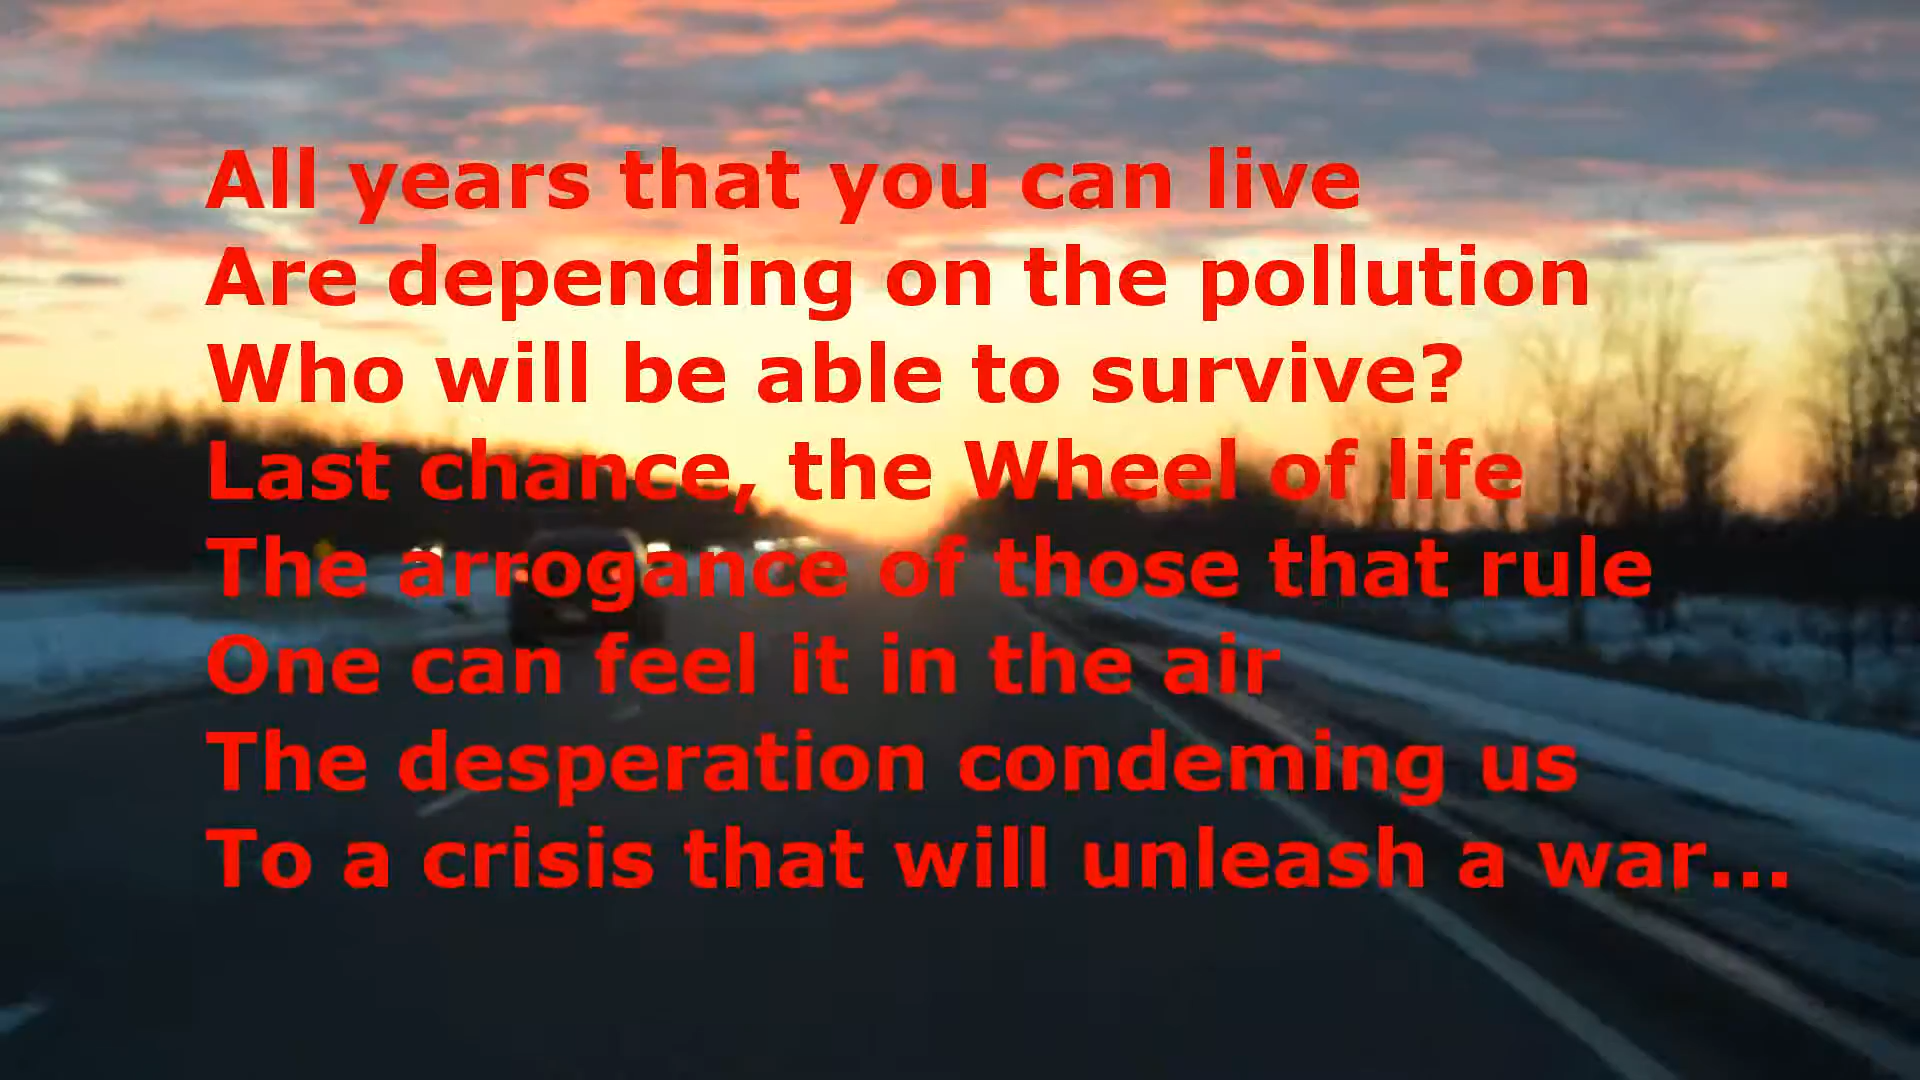 All years that you can live
Are depending on the pollution
Who will be able to survive?
Last chance, the Wheel of life
The arrogance of those that rule
One can feel it in the air
The desperation condeming us
To a crisis that will unleash a war...